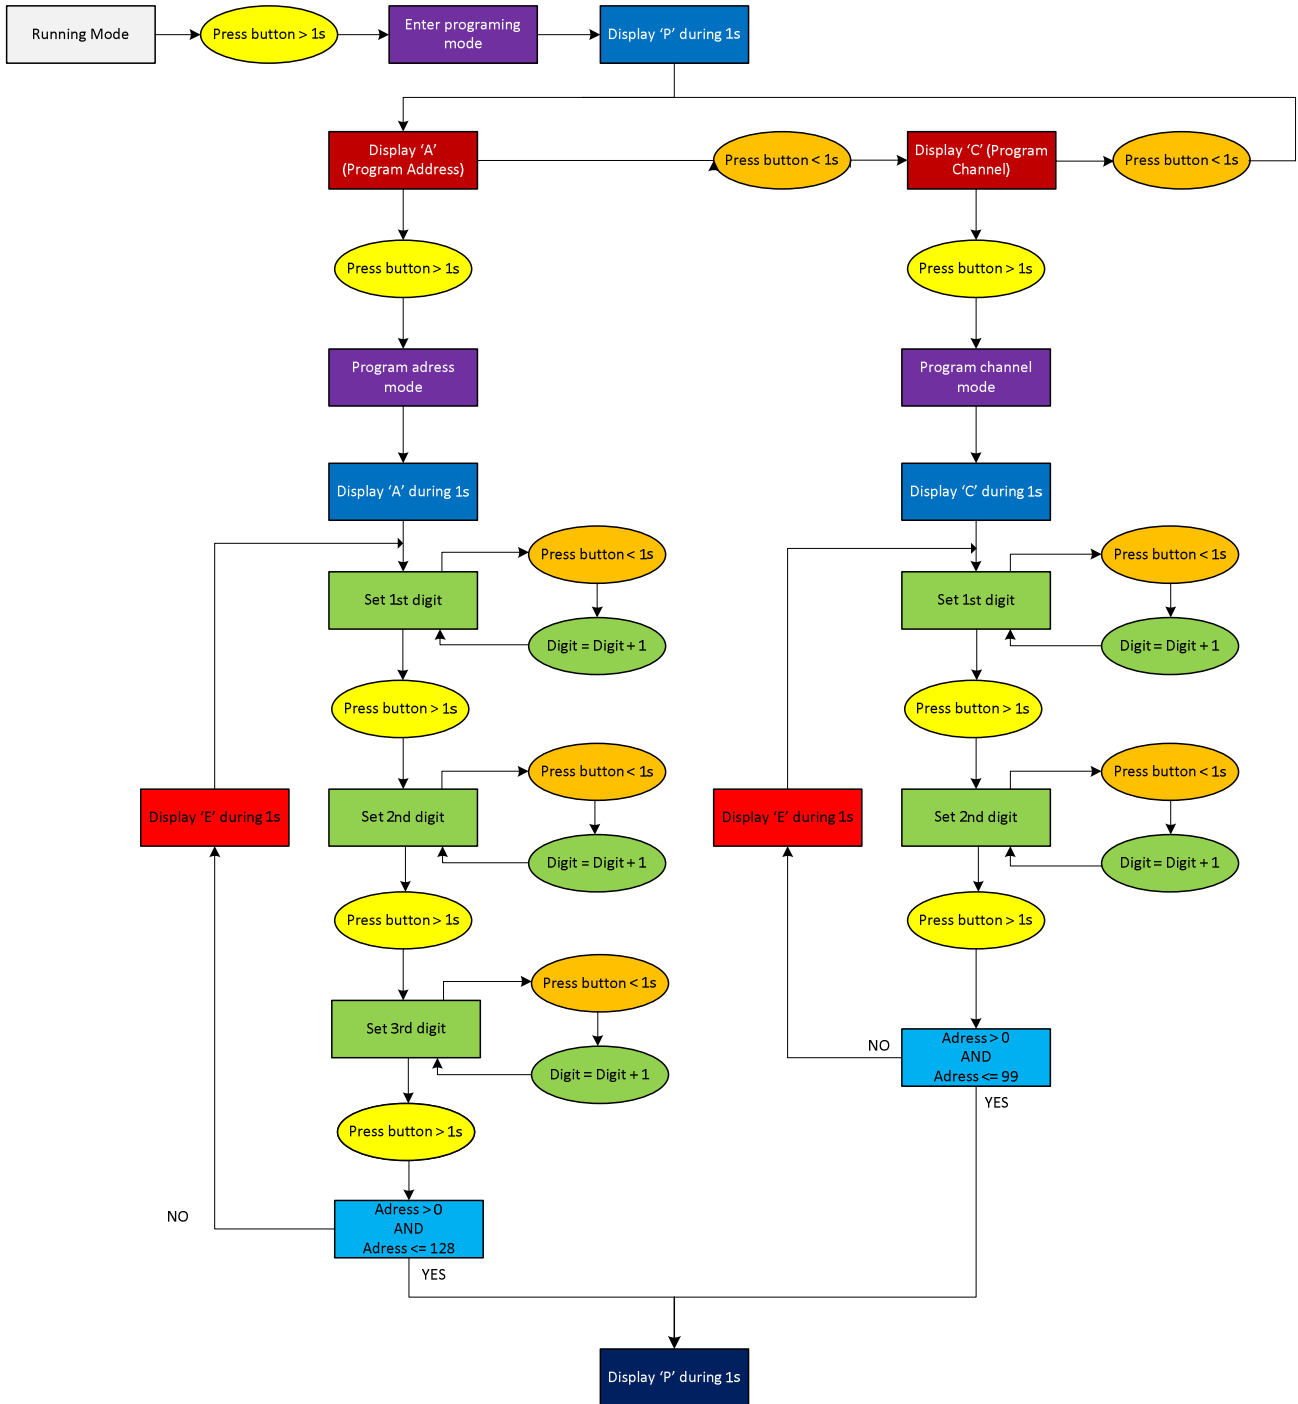 Running Mode
Press button > 1s
Enter programing
mode
Display ‘P’ during 1s
Display ‘A’
(Program Address)
Press button < 1s
Display ‘C’ (Program
Channel)
Press button < 1s
Press button > 1s
Press button > 1s
Program adress
mode
Program channel
mode
Display ‘A’ during 1s
Display ‘C’ during 1s
Press button < 1s
Press button < 1s
Set 1st digit
Set 1st digit
Digit = Digit + 1
Digit = Digit + 1
Press button > 1s
Press button > 1s
Press button < 1s
Press button < 1s
Display ‘E’ during 1s
Set 2nd digit
Display ‘E’ during 1s
Set 2nd digit
Digit = Digit + 1
Digit = Digit + 1
Press button > 1s
Press button > 1s
Press button < 1s
Set 3rd digit
NO
Adress > 0
AND
Adress <= 99
Digit = Digit + 1
YES
Press button > 1s
NO
Adress > 0
AND
Adress <= 128
YES
Display ‘P’ during 1s